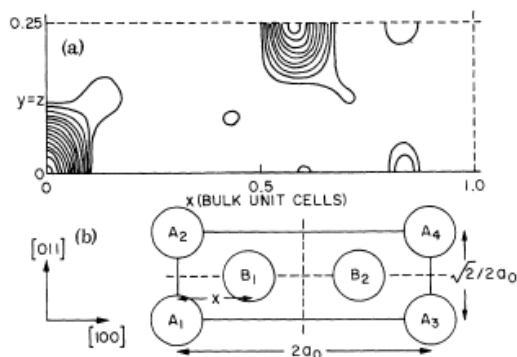 0.25
(a)
y=z
0
0
0.5
1.0
x (BULK UNIT CELLS)
[011]
(b)
A₂
A₄
B₁
B₂
√2/2a₀
x
A₁
A₃
[100]
2a₀